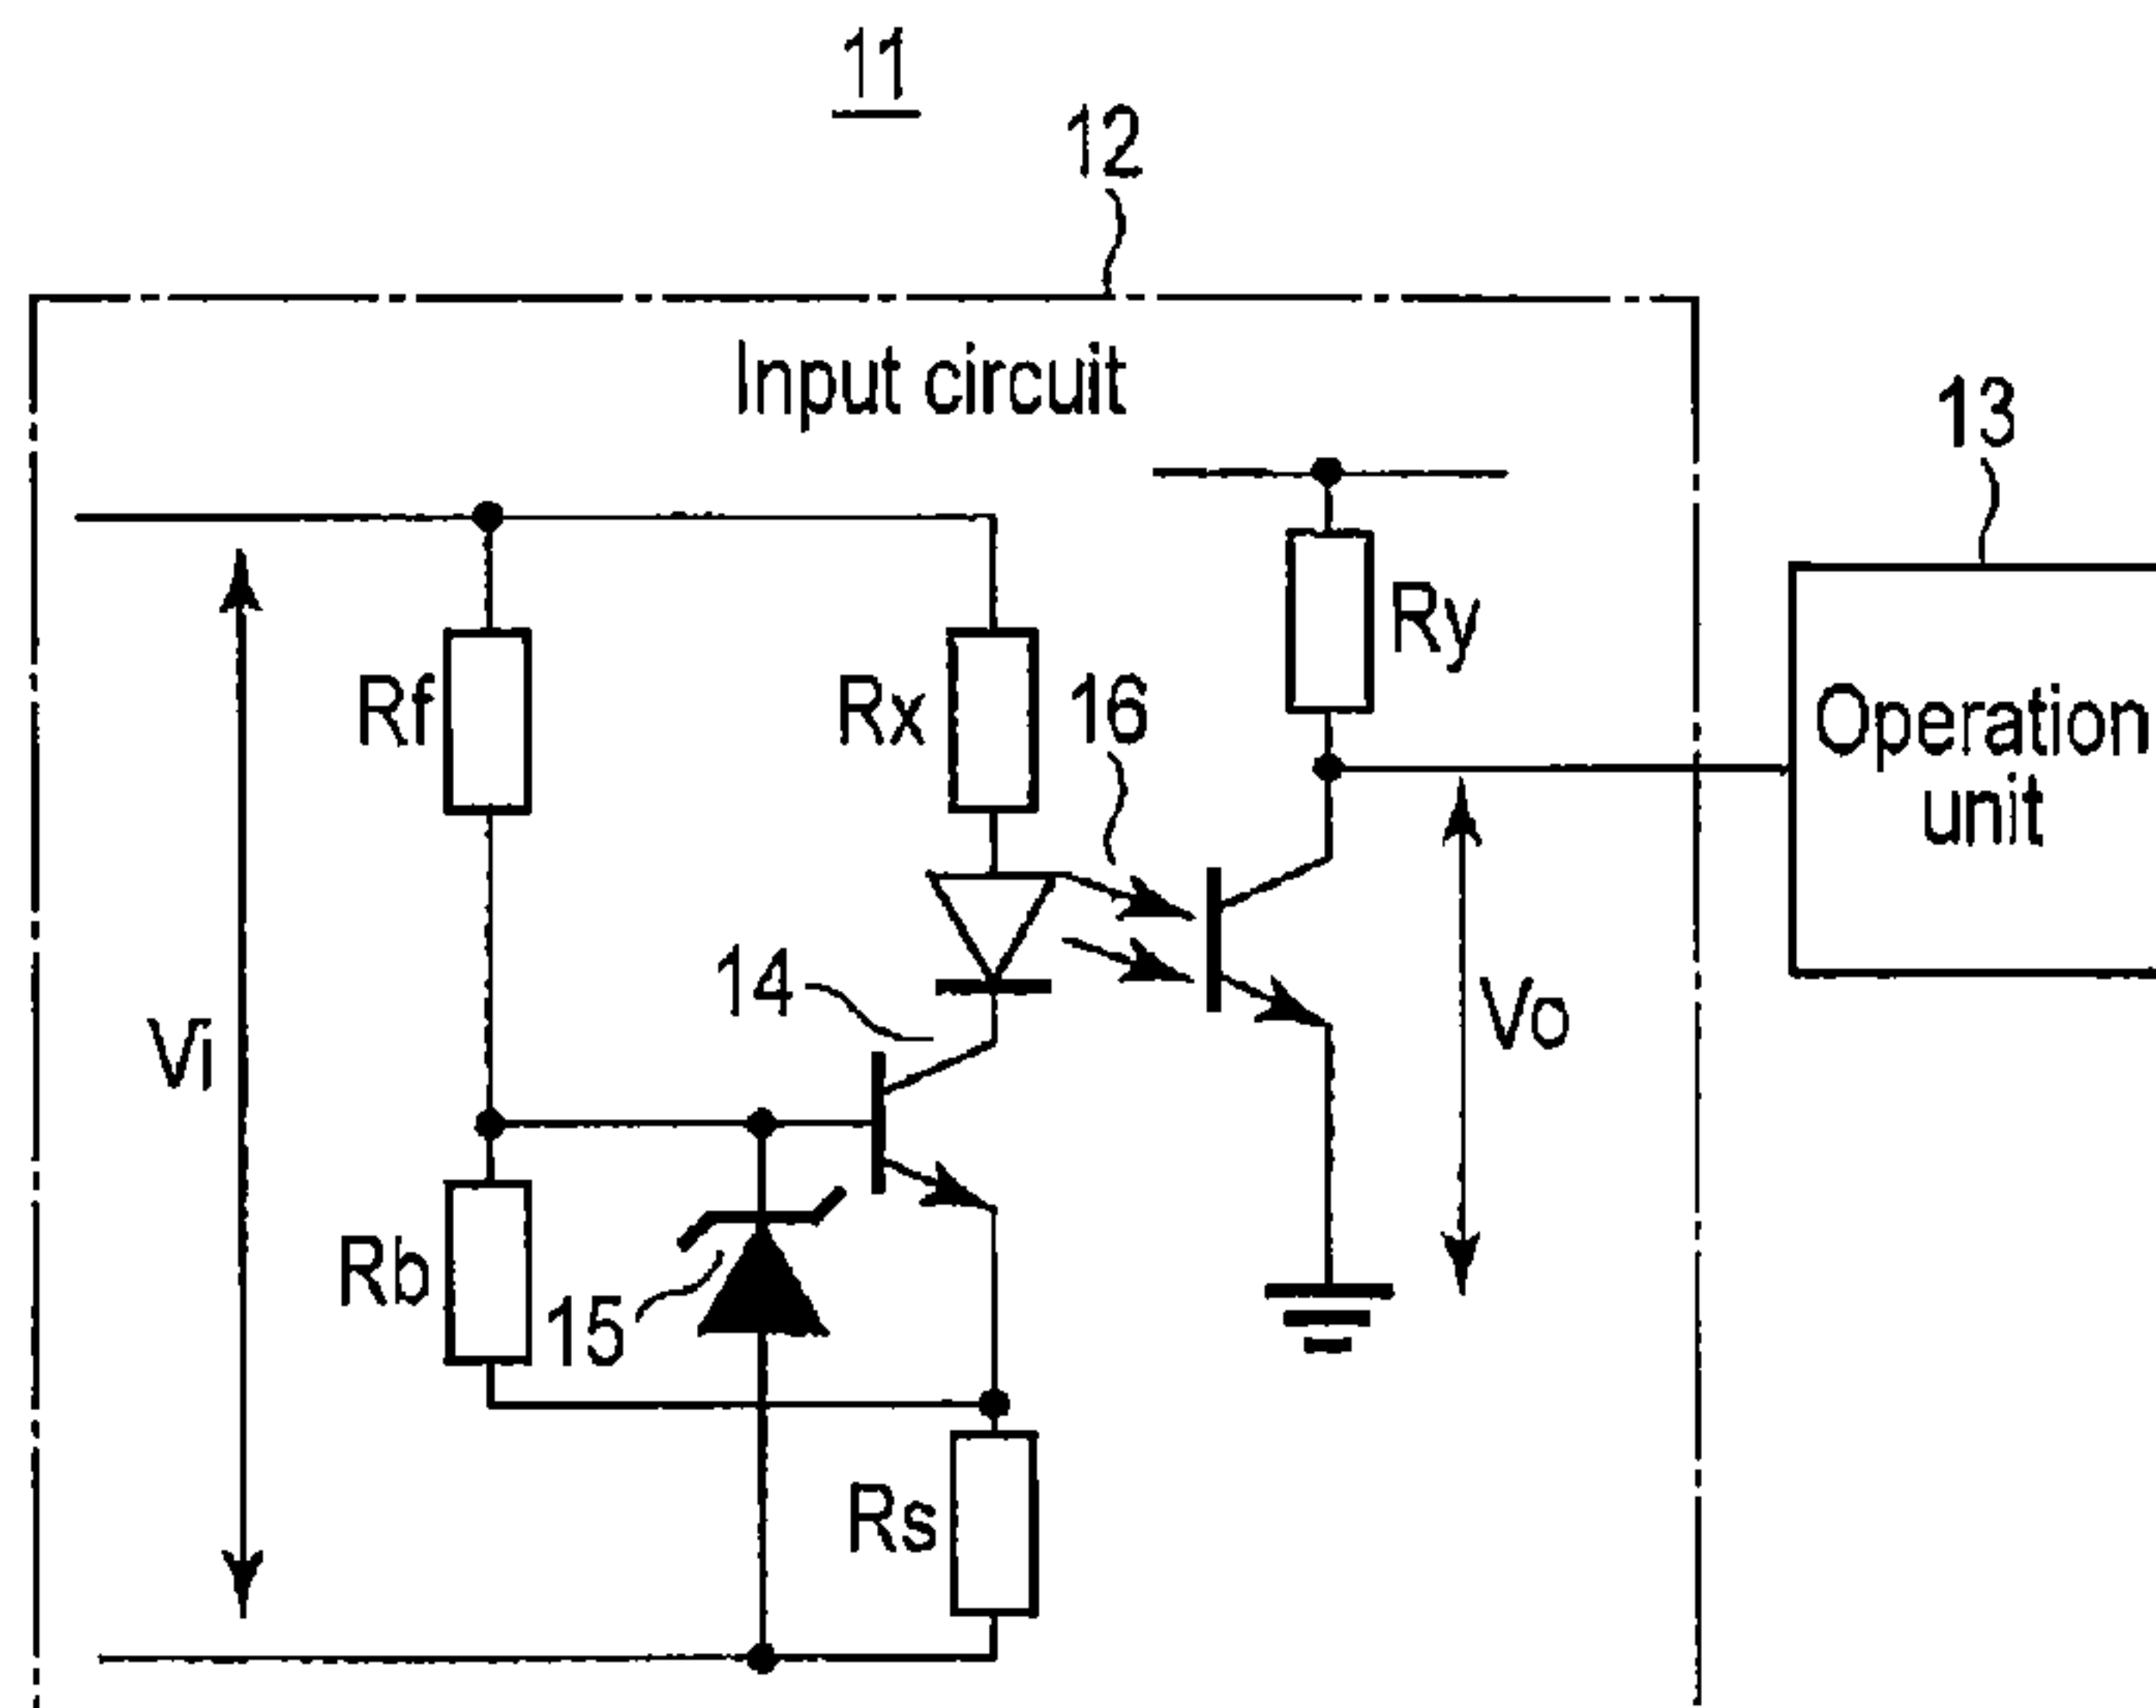 11
12
Input circuit
13
Rf
Rx
16
Ry
Operation
unit
14
Vi
Vo
Rb
15
Rs